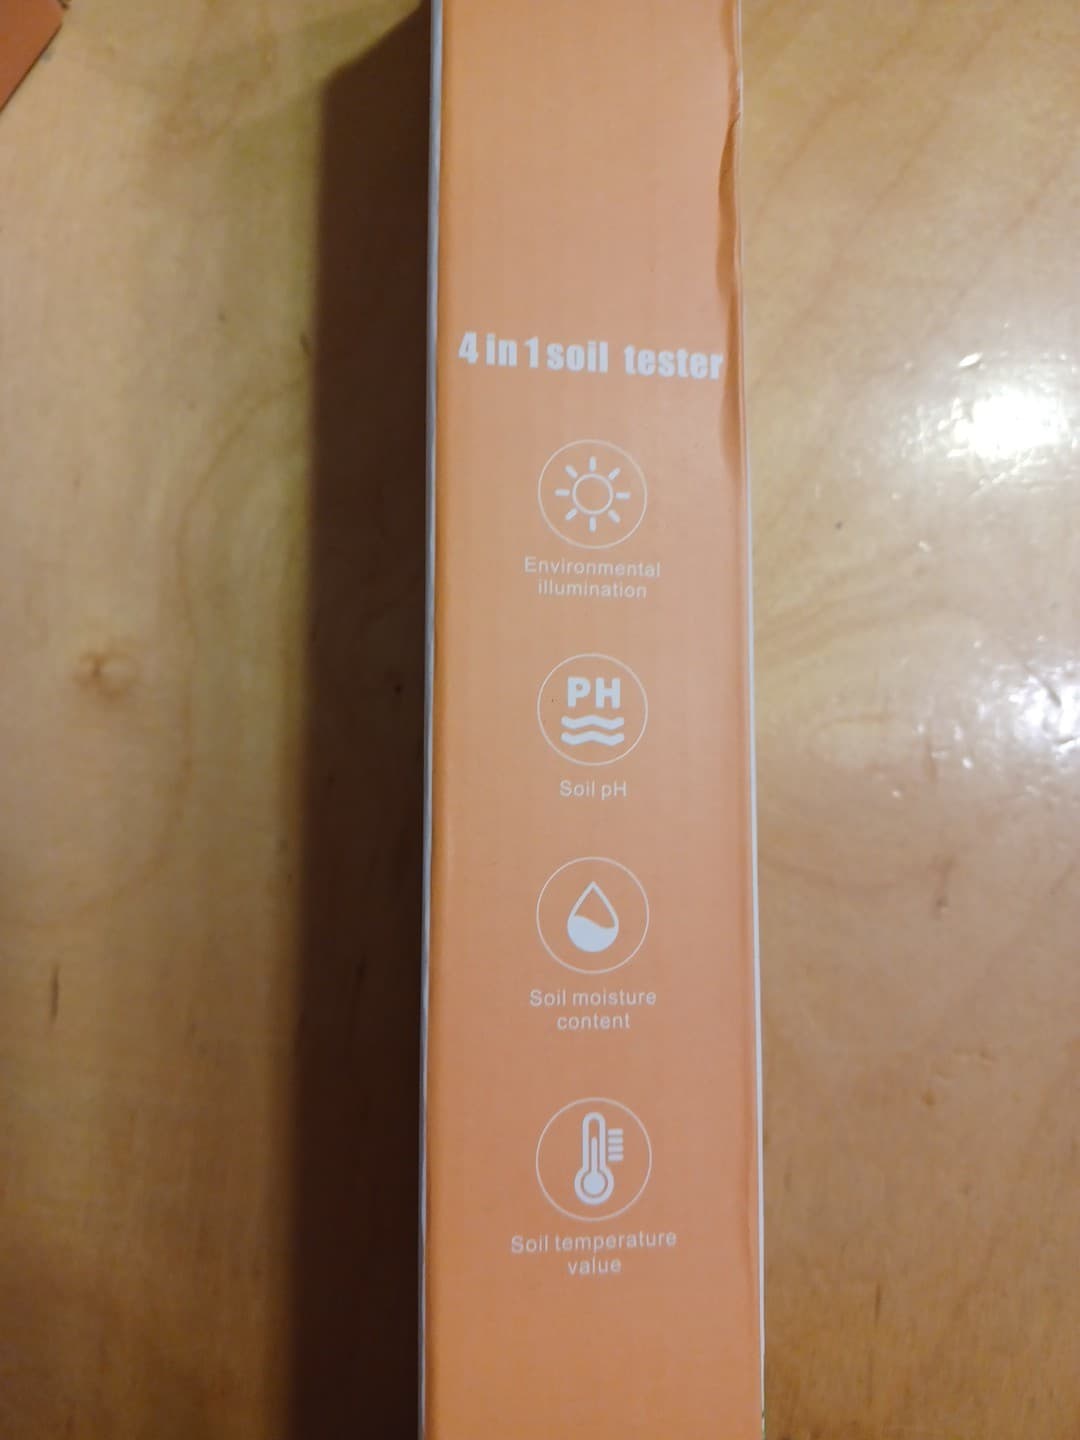 4 in 1 soil tester
Environmental
illumination
PH
Soil pH
Soil moisture
content
Soil temperature
value